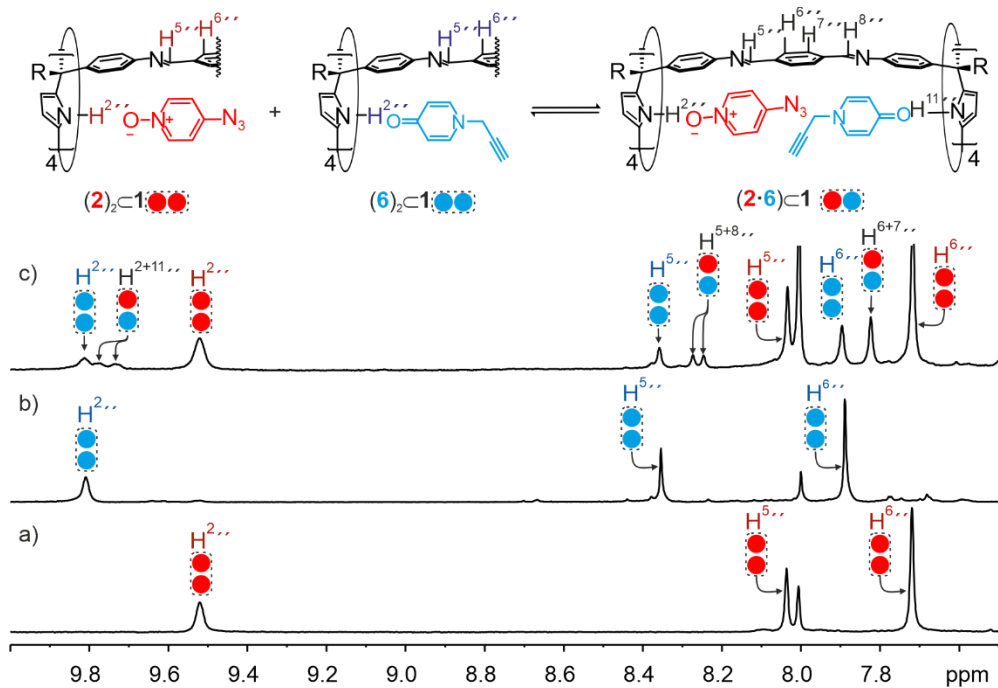 H⁵′′ H⁶′′ H⁵′′ H⁶′′ H⁵′′ H⁶′′ H⁷′′ H⁸′′
R N R N R N N R
N H²′′ O − N + N₃ + N H²′′ O N N H²′′ O − N + N₃ N O H¹¹′′ N
4 4 4 4
(2)₂⊂1 (6)₂⊂1 (2·6)⊂1
c) H²′′ H²⁺¹¹′′ H²′′ H⁵′′ H⁵⁺⁸′′ H⁵′′ H⁶′′ H⁶⁺⁷′′ H⁶′′
b) H²′′ H⁵′′ H⁶′′
a) H²′′ H⁵′′ H⁶′′
9.8 9.6 9.4 9.2 9.0 8.8 8.6 8.4 8.2 8.0 7.8 ppm